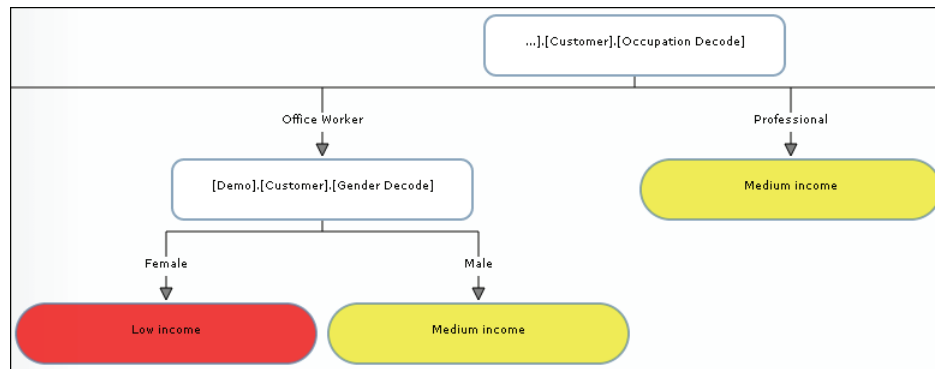 ...].[Customer].[Occupation Decode]
Office Worker
Professional
[Demo].[Customer].[Gender Decode]
Medium income
Female
Male
Low income
Medium income